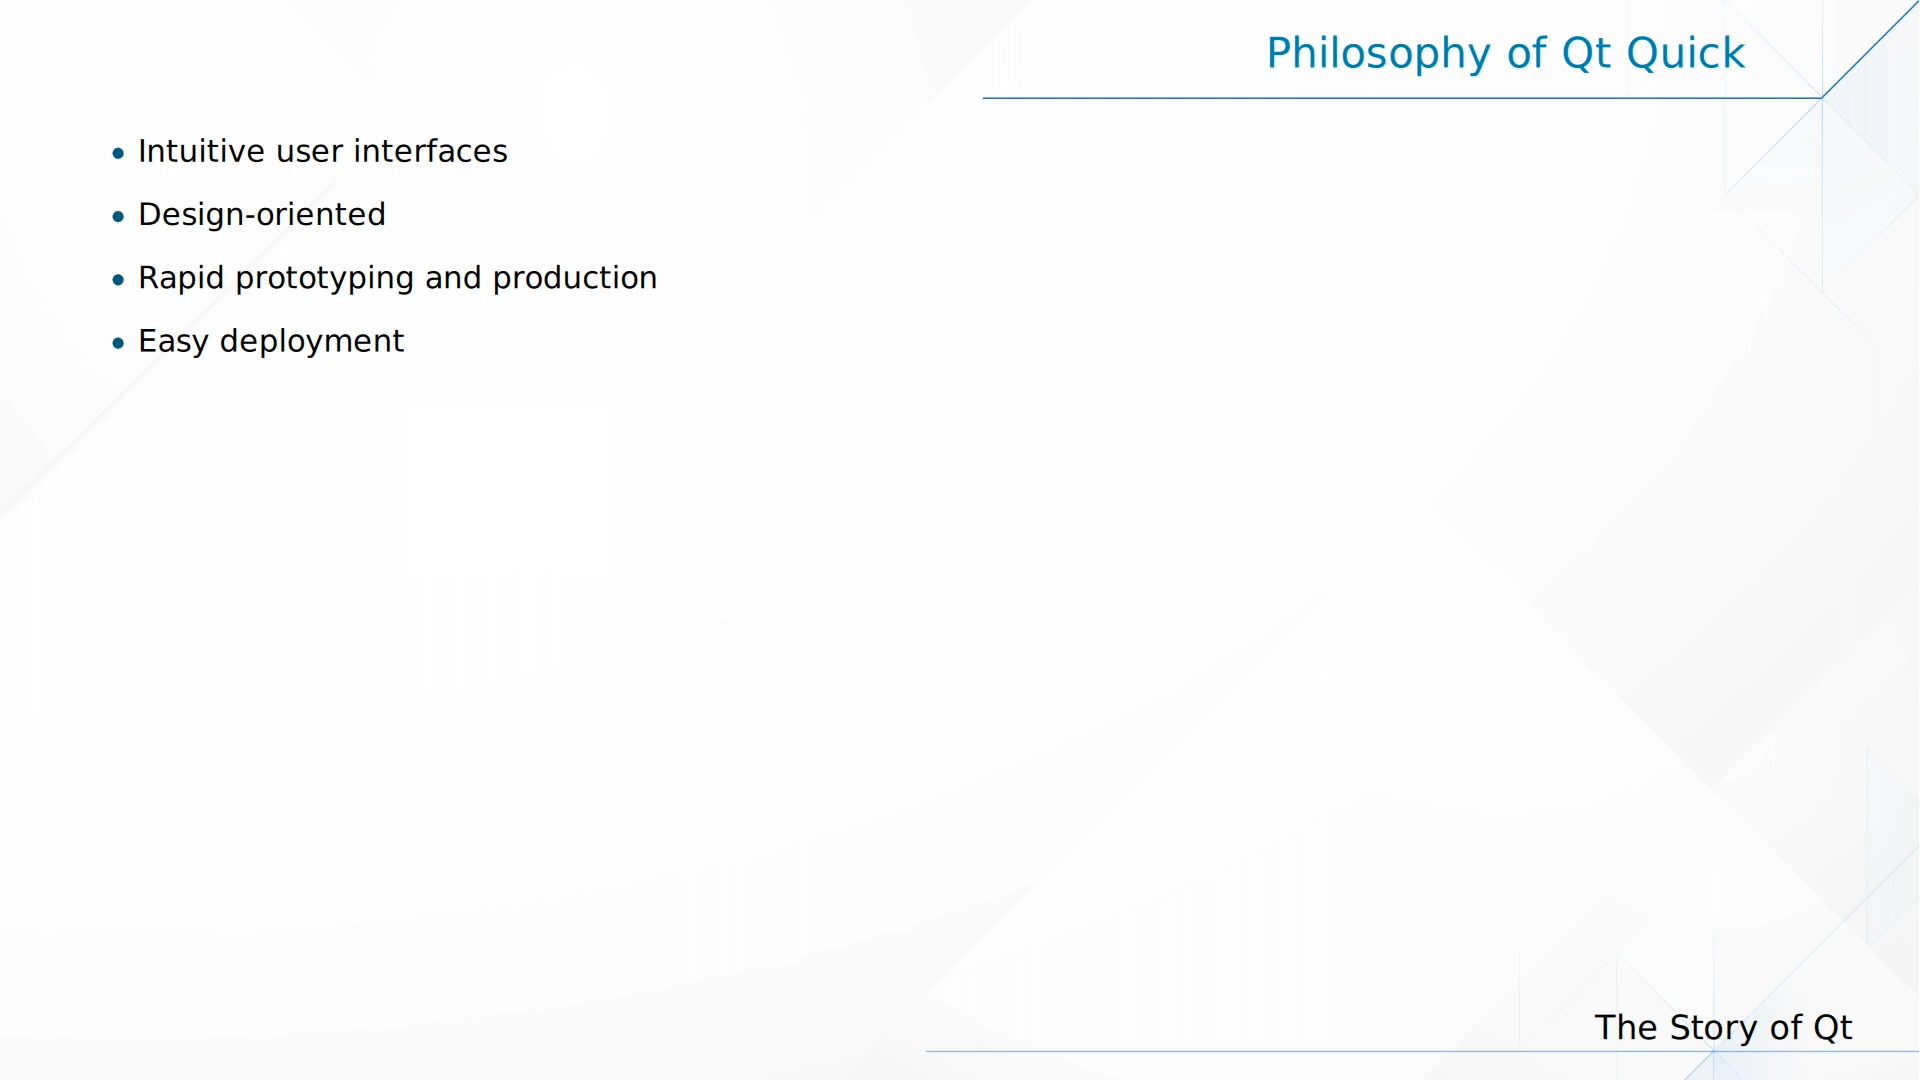 Philosophy of Qt Quick
• Intuitive user interfaces
• Design-oriented
• Rapid prototyping and production
• Easy deployment
The Story of Qt